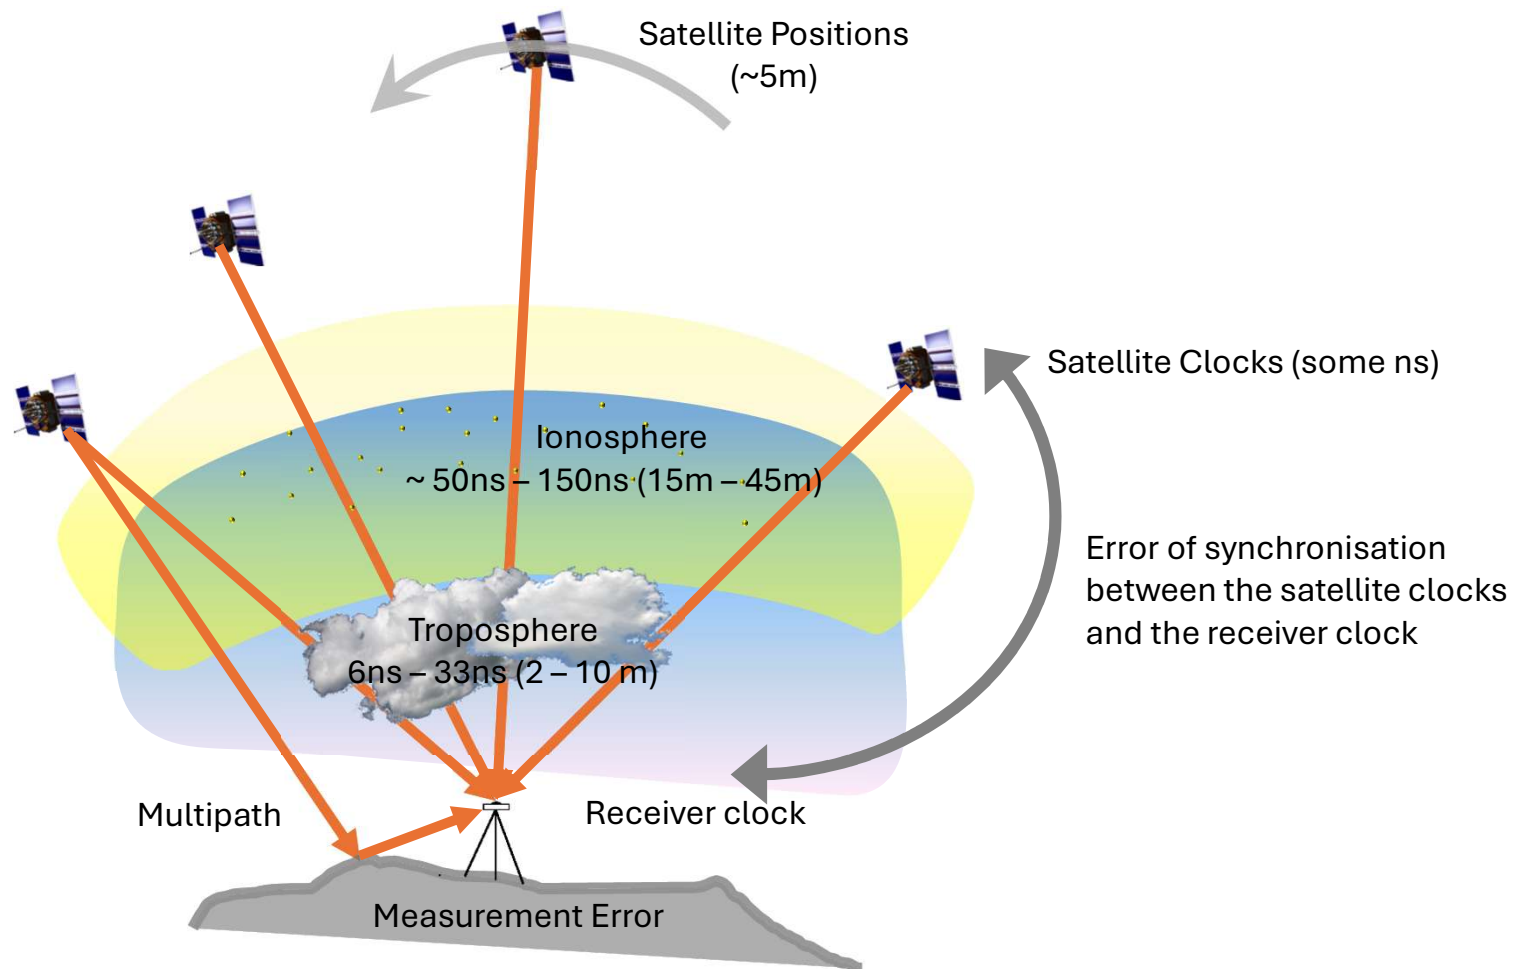 Satellite Positions
(~5m)
Satellite Clocks (some ns)
Ionosphere
~ 50ns – 150ns (15m – 45m)
Error of synchronisation
between the satellite clocks
and the receiver clock
Troposphere
6ns – 33ns (2 – 10 m)
Multipath
Receiver clock
Measurement Error